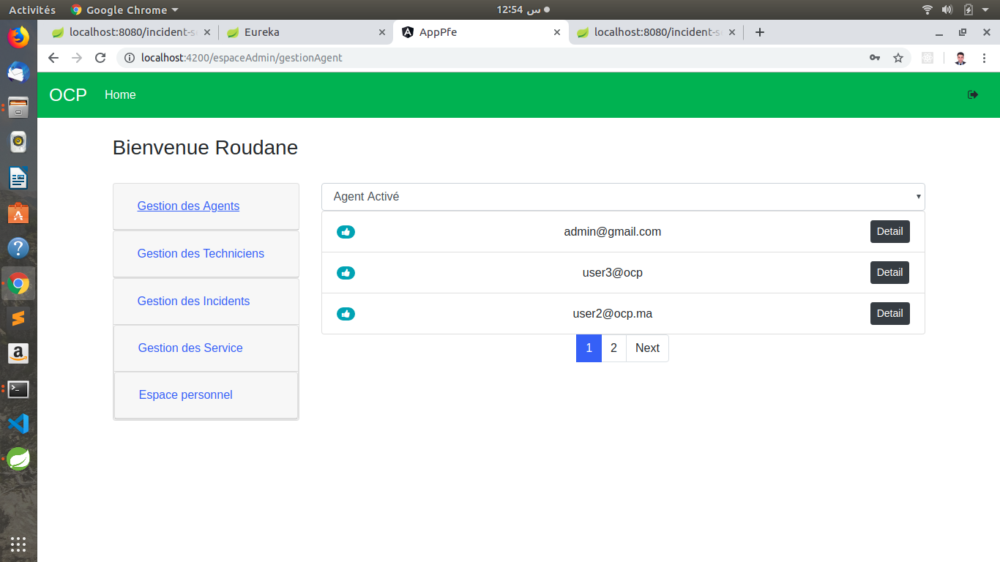 Activités Google Chrome 12:54 س
localhost:8080/incident-s
Eureka
AppPfe
localhost:8080/incident-s
localhost:4200/espaceAdmin/gestionAgent
OCP Home
Bienvenue Roudane
Gestion des Agents
Gestion des Techniciens
Gestion des Incidents
Gestion des Service
Espace personnel
Agent Activé
admin@gmail.com Detail
user3@ocp Detail
user2@ocp.ma Detail
1 2 Next